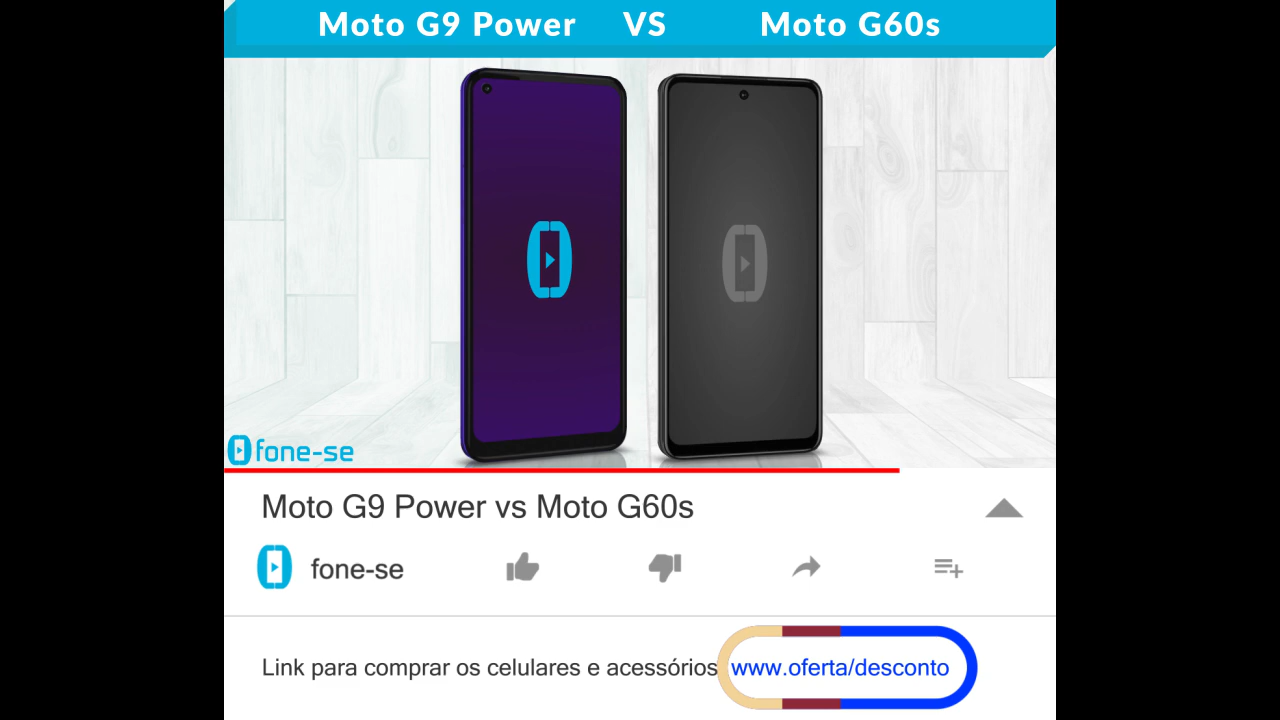 Moto G9 Power VS Moto G60s
fone-se
Moto G9 Power vs Moto G60s
fone-se
Link para comprar os celulares e acessórios www.oferta/desconto